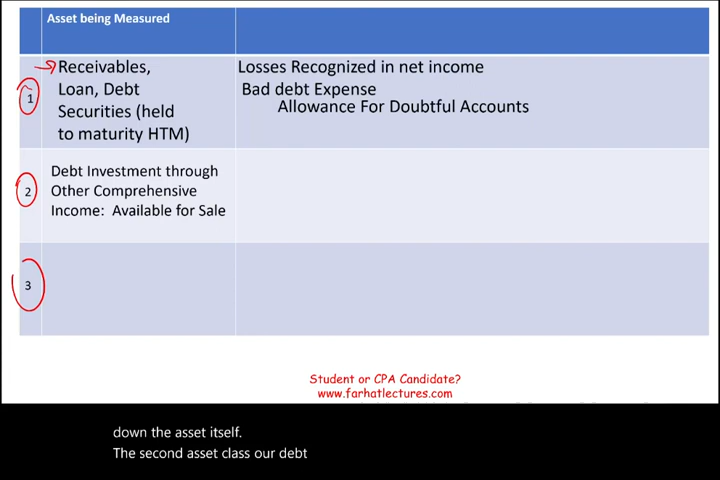 Asset being Measured
1
Receivables,
Loan, Debt
Securities (held
to maturity HTM)
Losses Recognized in net income
Bad debt Expense
Allowance For Doubtful Accounts
2
Debt Investment through
Other Comprehensive
Income: Available for Sale
3
Student or CPA Candidate?
www.farhatlectures.com
down the asset itself.
The second asset class our debt